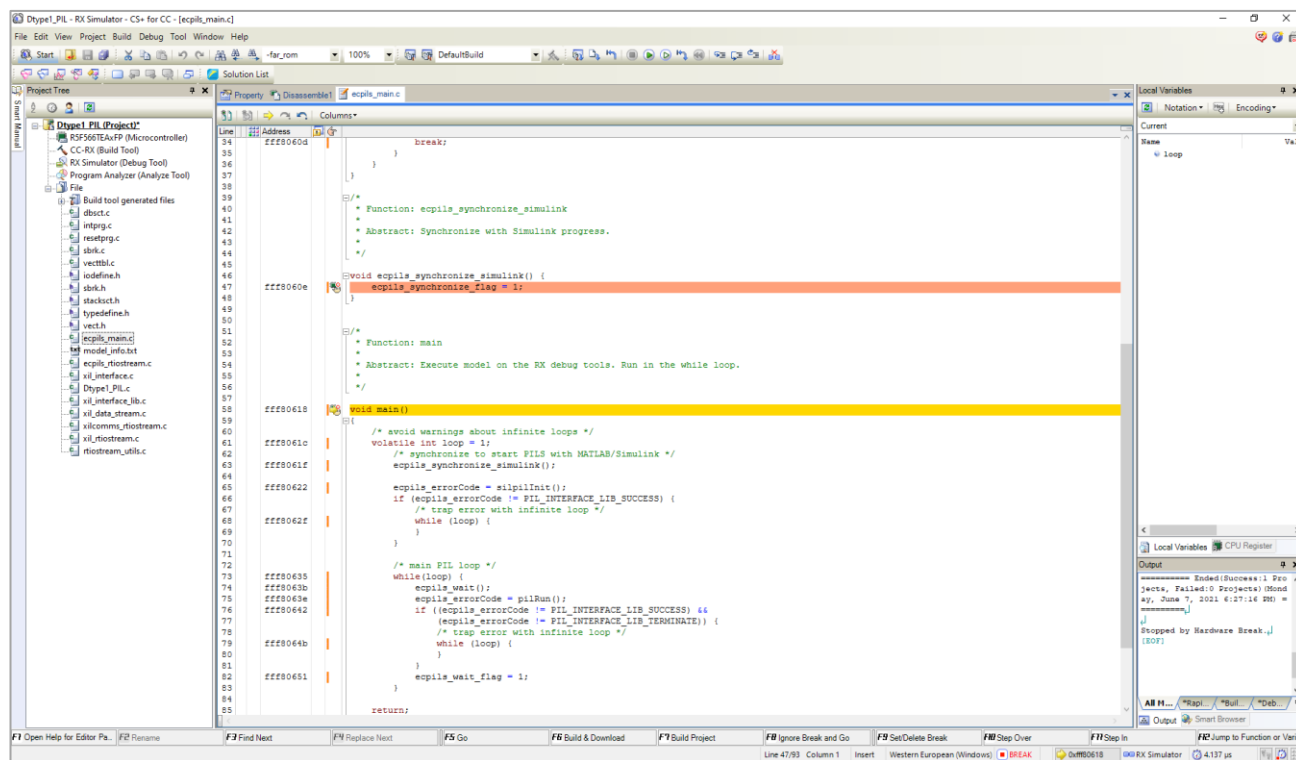 Dtype1_PIL - RX Simulator - CS+ for CC - [ecpils_main.c]
File Edit View Project Build Debug Tool Window Help
Start -far_rom 100% DefaultBuild
Solution List
Smart Manual
Project Tree
Dtype1_PIL (Project)*
R5F566TEAxFP (Microcontroller)
CC-RX (Build Tool)
RX Simulator (Debug Tool)
Program Analyzer (Analyze Tool)
File
Build tool generated files
dbsct.c
intprg.c
resetprg.c
sbrk.c
vecttbl.c
iodefine.h
sbrk.h
stacksct.h
typedefine.h
vect.h
ecpils_main.c
model_info.txt
ecpils_rtiostream.c
xil_interface.c
Dtype1_PIL.c
xil_interface_lib.c
xil_data_stream.c
xilcomms_rtiostream.c
xil_rtiostream.c
rtiostream_utils.c
Property Disassemble1 ecpils_main.c
Columns
Line Address
34 fff8060d break;
35 }
36 }
37 }
38
39 /*
40 * Function: ecpils_synchronize_simulink
41 *
42 * Abstract: Synchronize with Simulink progress.
43 *
44 */
45
46 void ecpils_synchronize_simulink() {
47 fff8060e ecpils_synchronize_flag = 1;
48 }
49
50
51 /*
52 * Function: main
53 *
54 * Abstract: Execute model on the RX debug tools. Run in the while loop.
55 *
56 */
57
58 fff80618 void main()
59 {
60 /* avoid warnings about infinite loops */
61 fff8061c volatile int loop = 1;
62 /* synchronize to start PILS with MATLAB/Simulink */
63 fff8061f ecpils_synchronize_simulink();
64
65 fff80622 ecpils_errorCode = silpilInit();
66 if (ecpils_errorCode != PIL_INTERFACE_LIB_SUCCESS) {
67 /* trap error with infinite loop */
68 fff8062f while (loop) {
69 }
70 }
71
72 /* main PIL loop */
73 fff80635 while(loop) {
74 fff8063b ecpils_wait();
75 fff8063e ecpils_errorCode = pilRun();
76 fff80642 if ((ecpils_errorCode != PIL_INTERFACE_LIB_SUCCESS) &&
77 (ecpils_errorCode != PIL_INTERFACE_LIB_TERMINATE)) {
78 /* trap error with infinite loop */
79 fff8064b while (loop) {
80 }
81 }
82 fff80651 ecpils_wait_flag = 1;
83 }
84
85 return;
Local Variables
Notation Encoding
Current
Name Va
loop
Local Variables CPU Register
Output
========== Ended(Success:1 Pro
jects, Failed:0 Projects)(Mond
ay, June 7, 2021 6:27:16 PM) =
=========
Stopped by Hardware Break.
[EOF]
All M... *Rapi... *Buil... *Deb...
Output Smart Browser
F1 Open Help for Editor Pa.. F2 Rename F3 Find Next F4 Replace Next F5 Go F6 Build & Download F7 Build Project F8 Ignore Break and Go F9 Set/Delete Break F10 Step Over F11 Step In F12 Jump to Function or Vari
Line 47/93 Column 1 Insert Western European (Windows) BREAK 0xfff80618 RX Simulator 4.137 µs